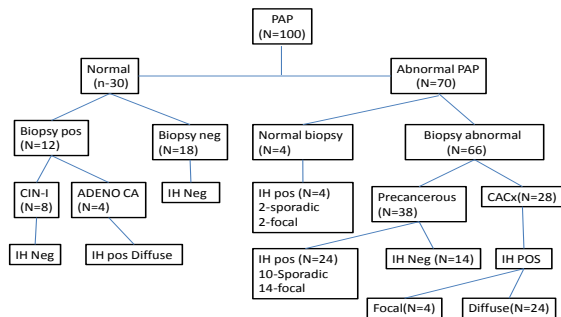 PAP
(N=100)
Normal
(n-30)
Abnormal PAP
(N=70)
Biopsy pos
(N=12)
Biopsy neg
(N=18)
Normal biopsy
(N=4)
Biopsy abnormal
(N=66)
CIN-I
(N=8)
ADENO CA
(N=4)
IH Neg
IH pos (N=4)
2-sporadic
2-focal
Precancerous
(N=38)
CACx(N=28)
IH Neg
IH pos Diffuse
IH pos (N=24)
10-Sporadic
14-focal
IH Neg (N=14)
IH POS
Focal(N=4)
Diffuse(N=24)